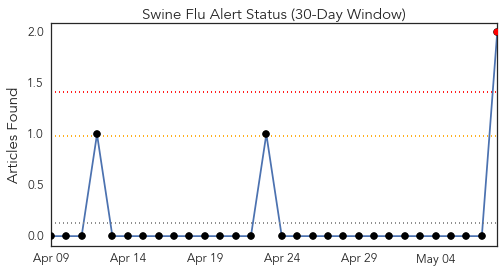 Swine Flu Alert Status (30-Day Window)
Articles Found
2.0
1.5
1.0
0.5
0.0
Apr 09
Apr 14
Apr 19
Apr 24
Apr 29
May 04